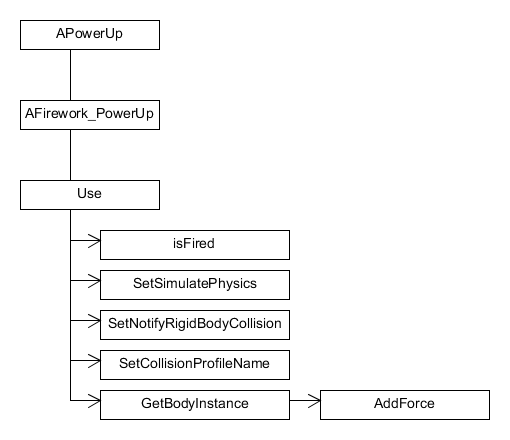 APowerUp
AFirework_PowerUp
Use
isFired
SetSimulatePhysics
SetNotifyRigidBodyCollision
SetCollisionProfileName
GetBodyInstance
AddForce